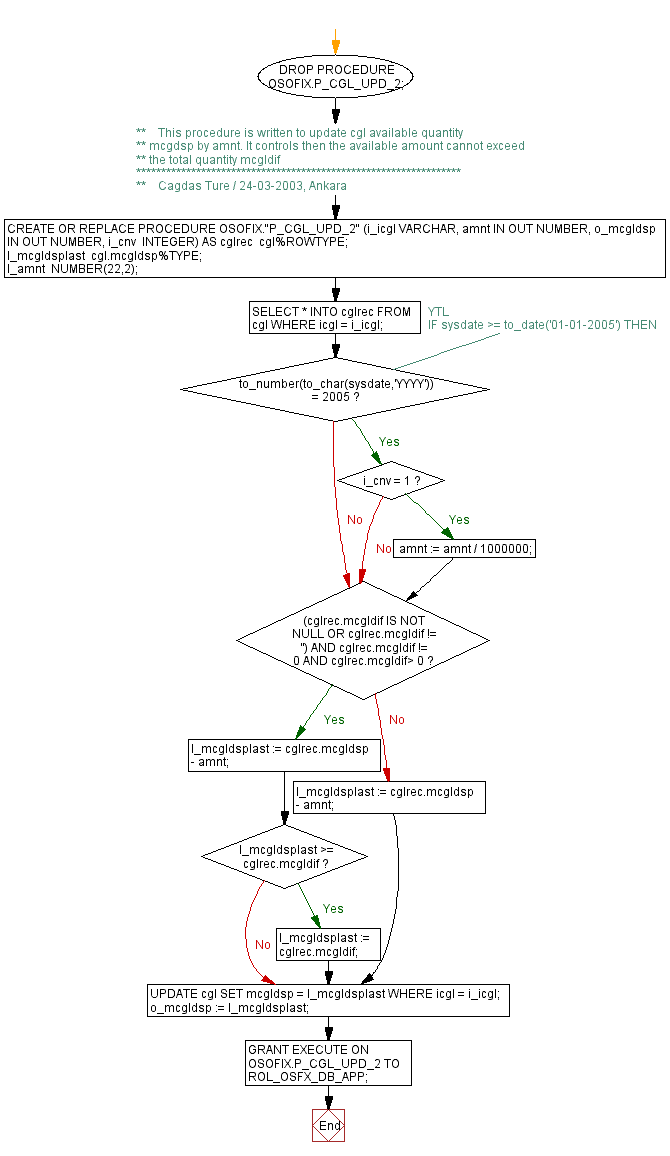 DROP PROCEDURE
OSOFIX.P_CGL_UPD_2;
**    This procedure is written to update cgl available quantity
** mcgdsp by amnt. It controls then the available amount cannot exceed
** the total quantity mcgldif
*****************************************************************
**    Cagdas Ture / 24-03-2003, Ankara
CREATE OR REPLACE PROCEDURE OSOFIX."P_CGL_UPD_2" (i_icgl VARCHAR, amnt IN OUT NUMBER, o_mcgldsp
IN OUT NUMBER, i_cnv  INTEGER) AS cglrec  cgl%ROWTYPE;
l_mcgldsplast  cgl.mcgldsp%TYPE;
l_amnt  NUMBER(22,2);
SELECT * INTO cglrec FROM
cgl WHERE icgl = i_icgl;
YTL
IF sysdate >= to_date('01-01-2005') THEN
to_number(to_char(sysdate,'YYYY'))
= 2005 ?
Yes
i_cnv = 1 ?
No
Yes
No
amnt := amnt / 1000000;
(cglrec.mcgldif IS NOT
NULL OR cglrec.mcgldif !=
'') AND cglrec.mcgldif !=
0 AND cglrec.mcgldif> 0 ?
Yes
No
l_mcgldsplast := cglrec.mcgldsp
- amnt;
l_mcgldsplast := cglrec.mcgldsp
- amnt;
l_mcgldsplast >=
cglrec.mcgldif ?
Yes
No
l_mcgldsplast :=
cglrec.mcgldif;
UPDATE cgl SET mcgldsp = l_mcgldsplast WHERE icgl = i_icgl;
o_mcgldsp := l_mcgldsplast;
GRANT EXECUTE ON
OSOFIX.P_CGL_UPD_2 TO
ROL_OSFX_DB_APP;
End